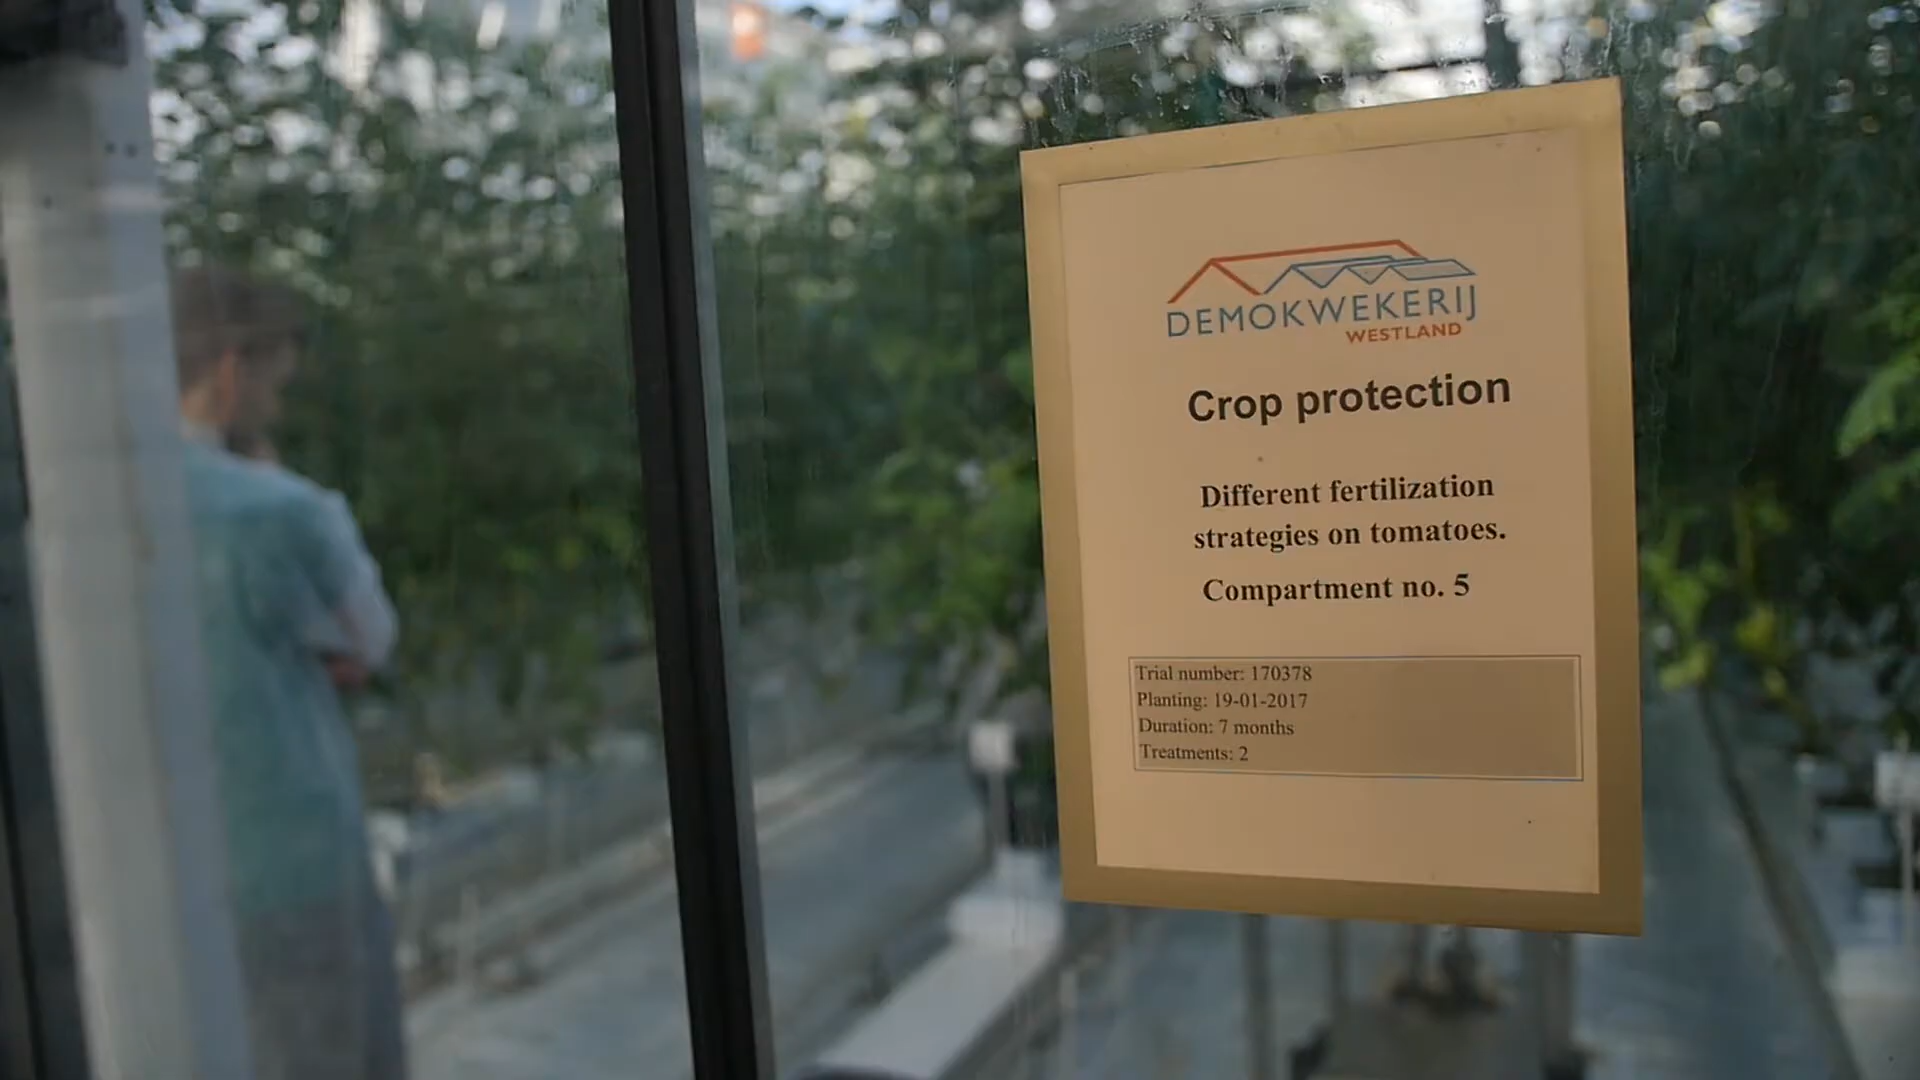 DEMOKWEKERIJ
WESTLAND
Crop protection
Different fertilization
strategies on tomatoes.
Compartment no. 5
Trial number: 170378
Planting: 19-01-2017
Duration: 7 months
Treatments: 2